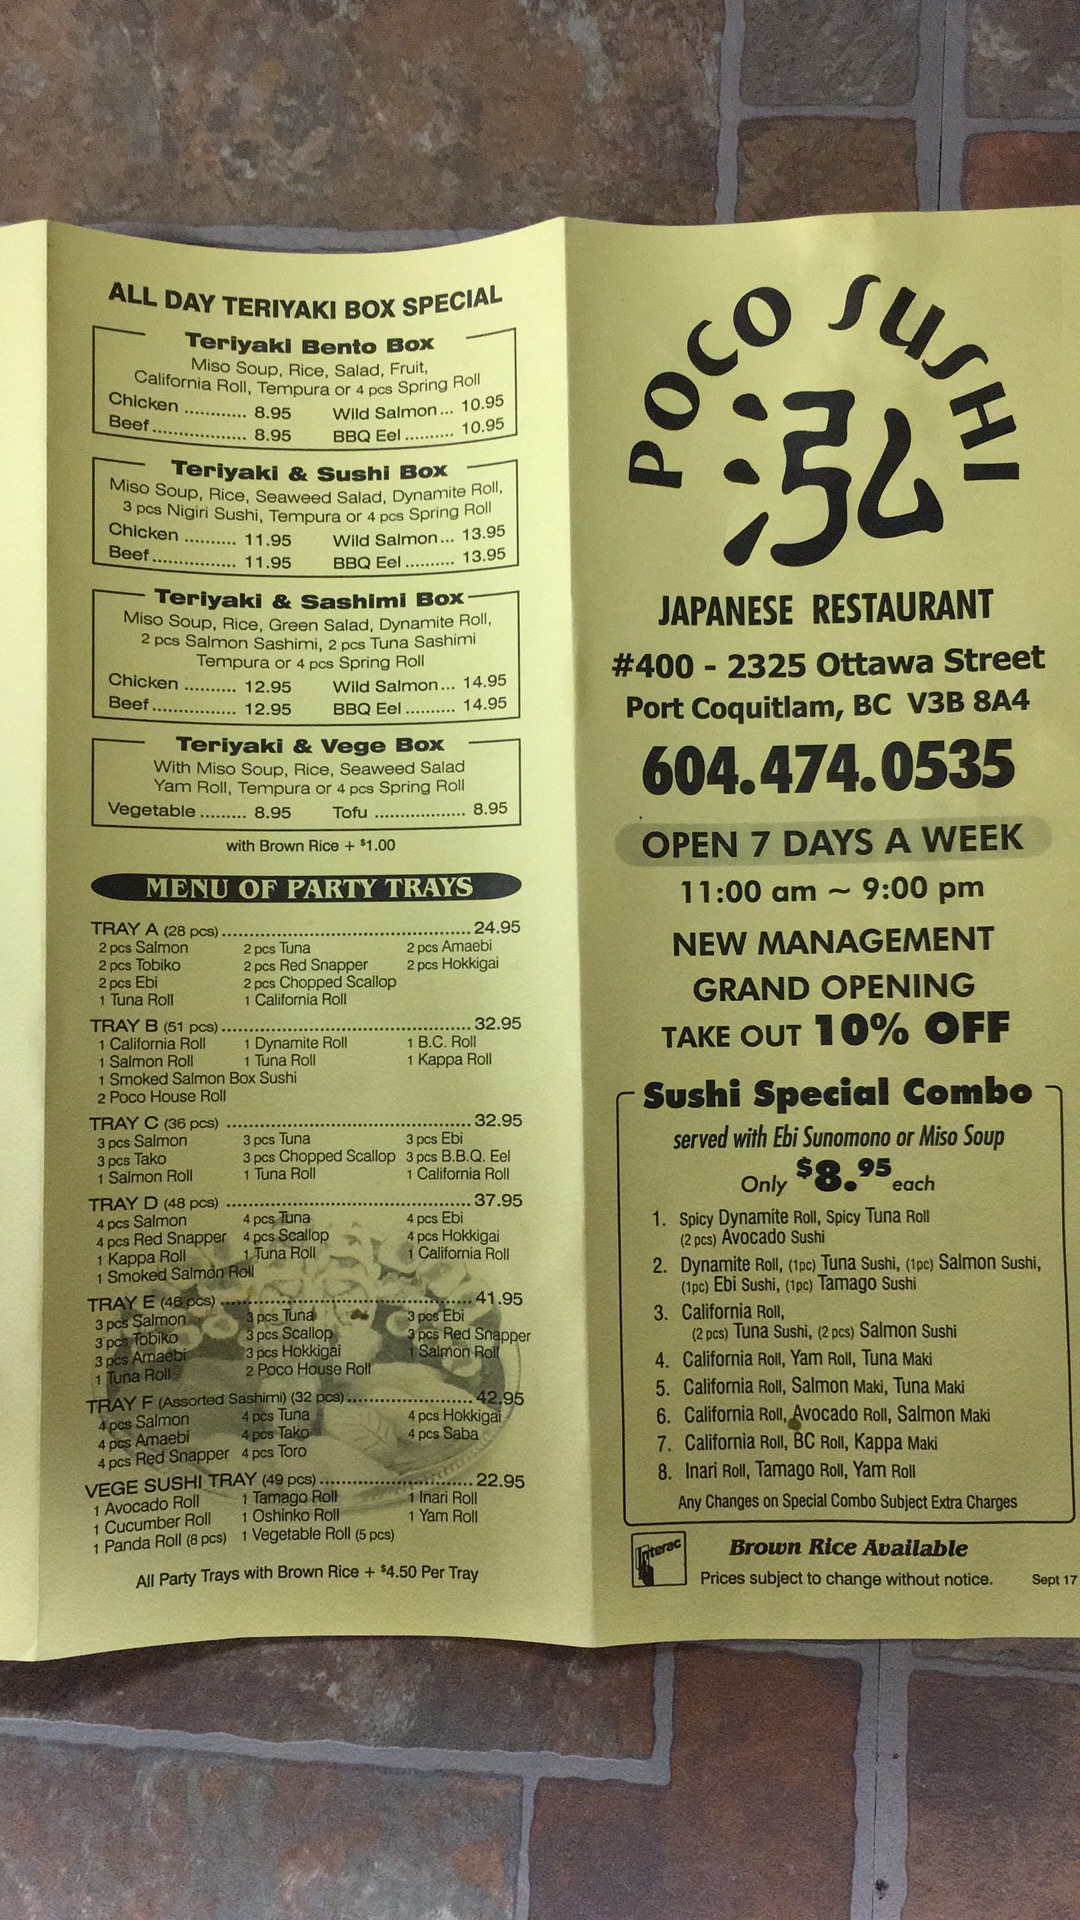 ALL DAY TERIYAKI BOX SPECIAL
Teriyaki Bento Box
Miso Soup, Rice, Salad, Fruit,
California Roll, Tempura or 4 pcs Spring Roll
Chicken ............ 8.95 Wild Salmon... 10.95
Beef.................. 8.95 BBQ Eel .......... 10.95
Teriyaki & Sushi Box
Miso Soup, Rice, Seaweed Salad, Dynamite Roll,
3 pcs Nigiri Sushi, Tempura or 4 pcs Spring Roll
Chicken .......... 11.95 Wild Salmon... 13.95
Beef................ 11.95 BBQ Eel .......... 13.95
Teriyaki & Sashimi Box
Miso Soup, Rice, Green Salad, Dynamite Roll,
2 pcs Salmon Sashimi, 2 pcs Tuna Sashimi
Tempura or 4 pcs Spring Roll
Chicken .......... 12.95 Wild Salmon... 14.95
Beef................ 12.95 BBQ Eel .......... 14.95
Teriyaki & Vege Box
With Miso Soup, Rice, Seaweed Salad
Yam Roll, Tempura or 4 pcs Spring Roll
Vegetable ......... 8.95 Tofu .................. 8.95
with Brown Rice + $1.00
MENU OF PARTY TRAYS
TRAY A (28 pcs) ................................................ 24.95
2 pcs Salmon 2 pcs Tuna 2 pcs Amaebi
2 pcs Tobiko 2 pcs Red Snapper 2 pcs Hokkigai
2 pcs Ebi 2 pcs Chopped Scallop
1 Tuna Roll 1 California Roll
TRAY B (51 pcs) ................................................ 32.95
1 California Roll 1 Dynamite Roll 1 B.C. Roll
1 Salmon Roll 1 Tuna Roll 1 Kappa Roll
1 Smoked Salmon Box Sushi
2 Poco House Roll
TRAY C (36 pcs) ............................................... 32.95
3 pcs Salmon 3 pcs Tuna 3 pcs Ebi
3 pcs Tako 3 pcs Chopped Scallop 3 pcs B.B.Q. Eel
1 Salmon Roll 1 Tuna Roll 1 California Roll
TRAY D (48 pcs) ............................................... 37.95
4 pcs Salmon 4 pcs Tuna 4 pcs Ebi
4 pcs Red Snapper 4 pcs Scallop 4 pcs Hokkigai
1 Kappa Roll 1 Tuna Roll 1 California Roll
1 Smoked Salmon Roll
TRAY E (46 pcs) ................................................ 41.95
3 pcs Salmon 3 pcs Tuna 3 pcs Ebi
3 pcs Tobiko 3 pcs Scallop 3 pcs Red Snapper
3 pcs Amaebi 3 pcs Hokkigai 1 Salmon Roll
1 Tuna Roll 2 Poco House Roll
TRAY F (Assorted Sashimi) (32 pcs) ........................ 42.95
4 pcs Salmon 4 pcs Tuna 4 pcs Hokkigai
4 pcs Amaebi 4 pcs Tako 4 pcs Saba
4 pcs Red Snapper 4 pcs Toro
VEGE SUSHI TRAY (49 pcs) ............................... 22.95
1 Avocado Roll 1 Tamago Roll 1 Inari Roll
1 Cucumber Roll 1 Oshinko Roll 1 Yam Roll
1 Panda Roll (8 pcs) 1 Vegetable Roll (5 pcs)
All Party Trays with Brown Rice + $4.50 Per Tray
POCO SUSHI
JAPANESE RESTAURANT
#400 - 2325 Ottawa Street
Port Coquitlam, BC V3B 8A4
604.474.0535
OPEN 7 DAYS A WEEK
11:00 am ~ 9:00 pm
NEW MANAGEMENT
GRAND OPENING
TAKE OUT 10% OFF
Sushi Special Combo
served with Ebi Sunomono or Miso Soup
Only $8.95 each
1. Spicy Dynamite Roll, Spicy Tuna Roll
(2 pcs) Avocado Sushi
2. Dynamite Roll, (1pc) Tuna Sushi, (1pc) Salmon Sushi,
(1pc) Ebi Sushi, (1pc) Tamago Sushi
3. California Roll,
(2 pcs) Tuna Sushi, (2 pcs) Salmon Sushi
4. California Roll, Yam Roll, Tuna Maki
5. California Roll, Salmon Maki, Tuna Maki
6. California Roll, Avocado Roll, Salmon Maki
7. California Roll, BC Roll, Kappa Maki
8. Inari Roll, Tamago Roll, Yam Roll
Any Changes on Special Combo Subject Extra Charges
Interac
Brown Rice Available
Prices subject to change without notice. Sept 17